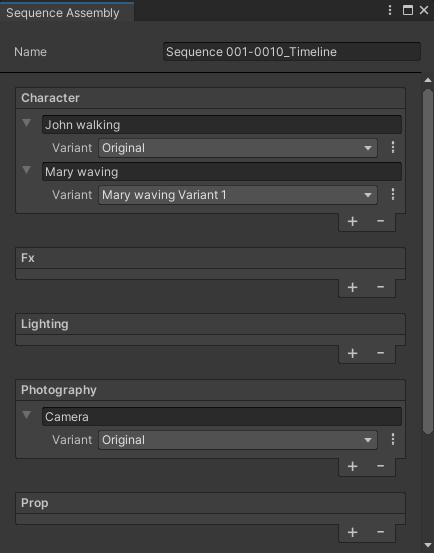 Sequence Assembly
Name Sequence 001-0010_Timeline
Character
John walking
Variant Original
Mary waving
Variant Mary waving Variant 1
+ -
Fx
+ -
Lighting
+ -
Photography
Camera
Variant Original
+ -
Prop
+ -